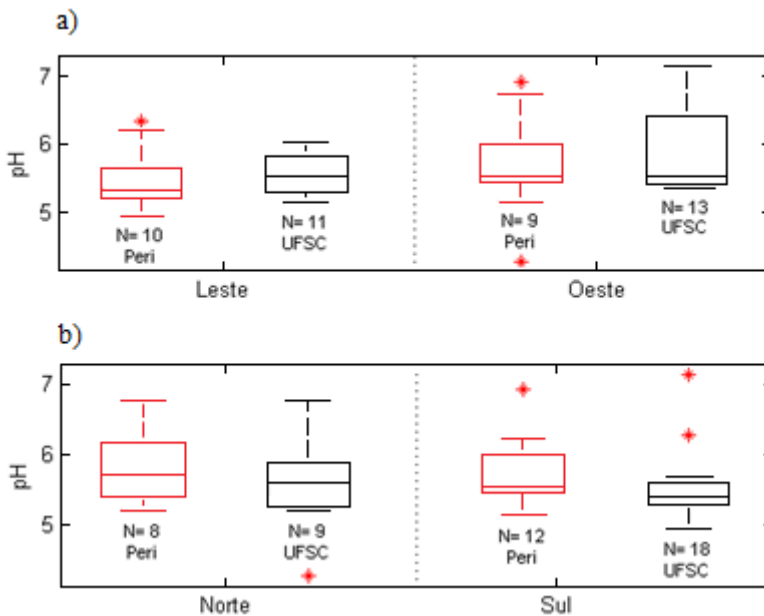 a)
7
6
5
pH
N= 10
Peri
N= 11
UFSC
N= 9
Peri
N= 13
UFSC
Leste
Oeste
b)
7
6
5
pH
N= 8
Peri
N= 9
UFSC
N= 12
Peri
N= 18
UFSC
Norte
Sul